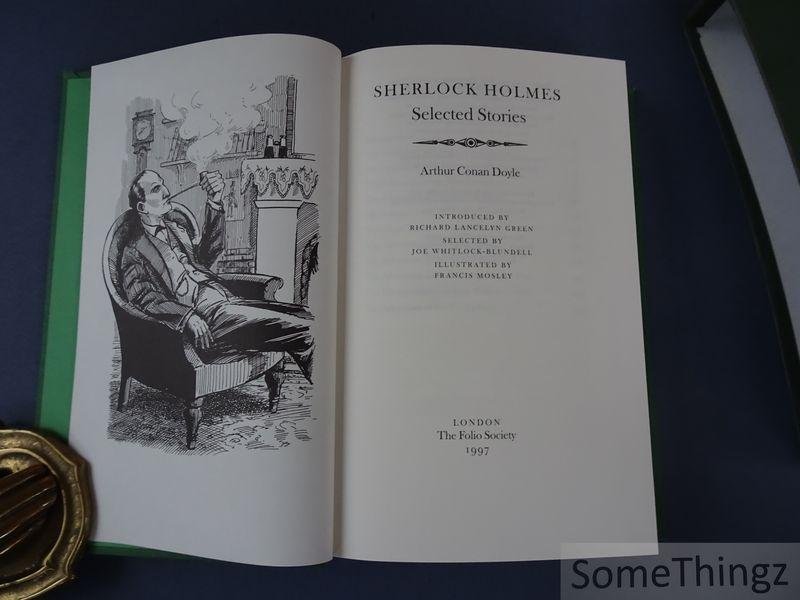 SHERLOCK HOLMES
Selected Stories
Arthur Conan Doyle
INTRODUCED BY
RICHARD LANCELYN GREEN
SELECTED BY
JOE WHITLOCK-BLUNDELL
ILLUSTRATED BY
FRANCIS MOSLEY
LONDON
The Folio Society
1997
SomeThingz